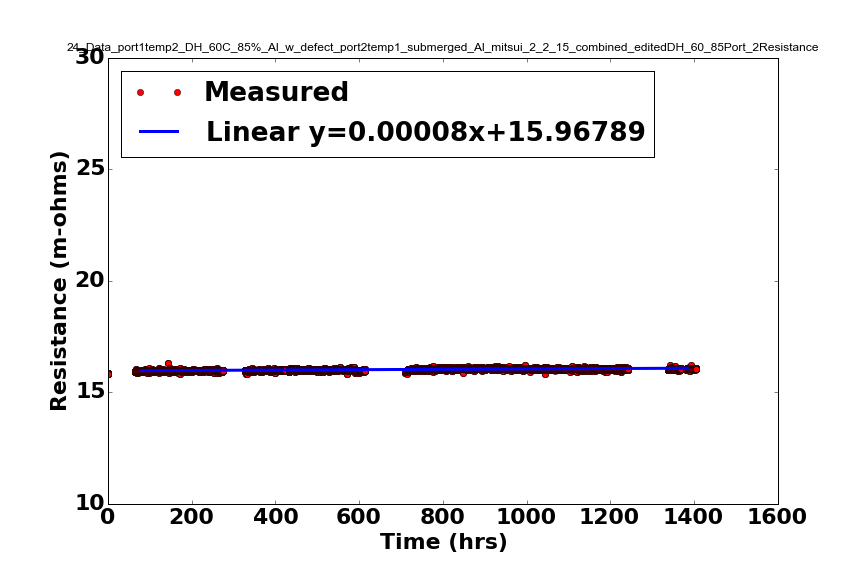 24_Data_port1temp2_DH_60C_85%_Al_w_defect_port2temp1_submerged_Al_mitsui_2_2_15_combined_editedDH_60_85Port_2Resistance
Measured
Linear y=0.00008x+15.96789
30
25
20
15
10
Resistance (m-ohms)
0 200 400 600 800 1000 1200 1400 1600
Time (hrs)